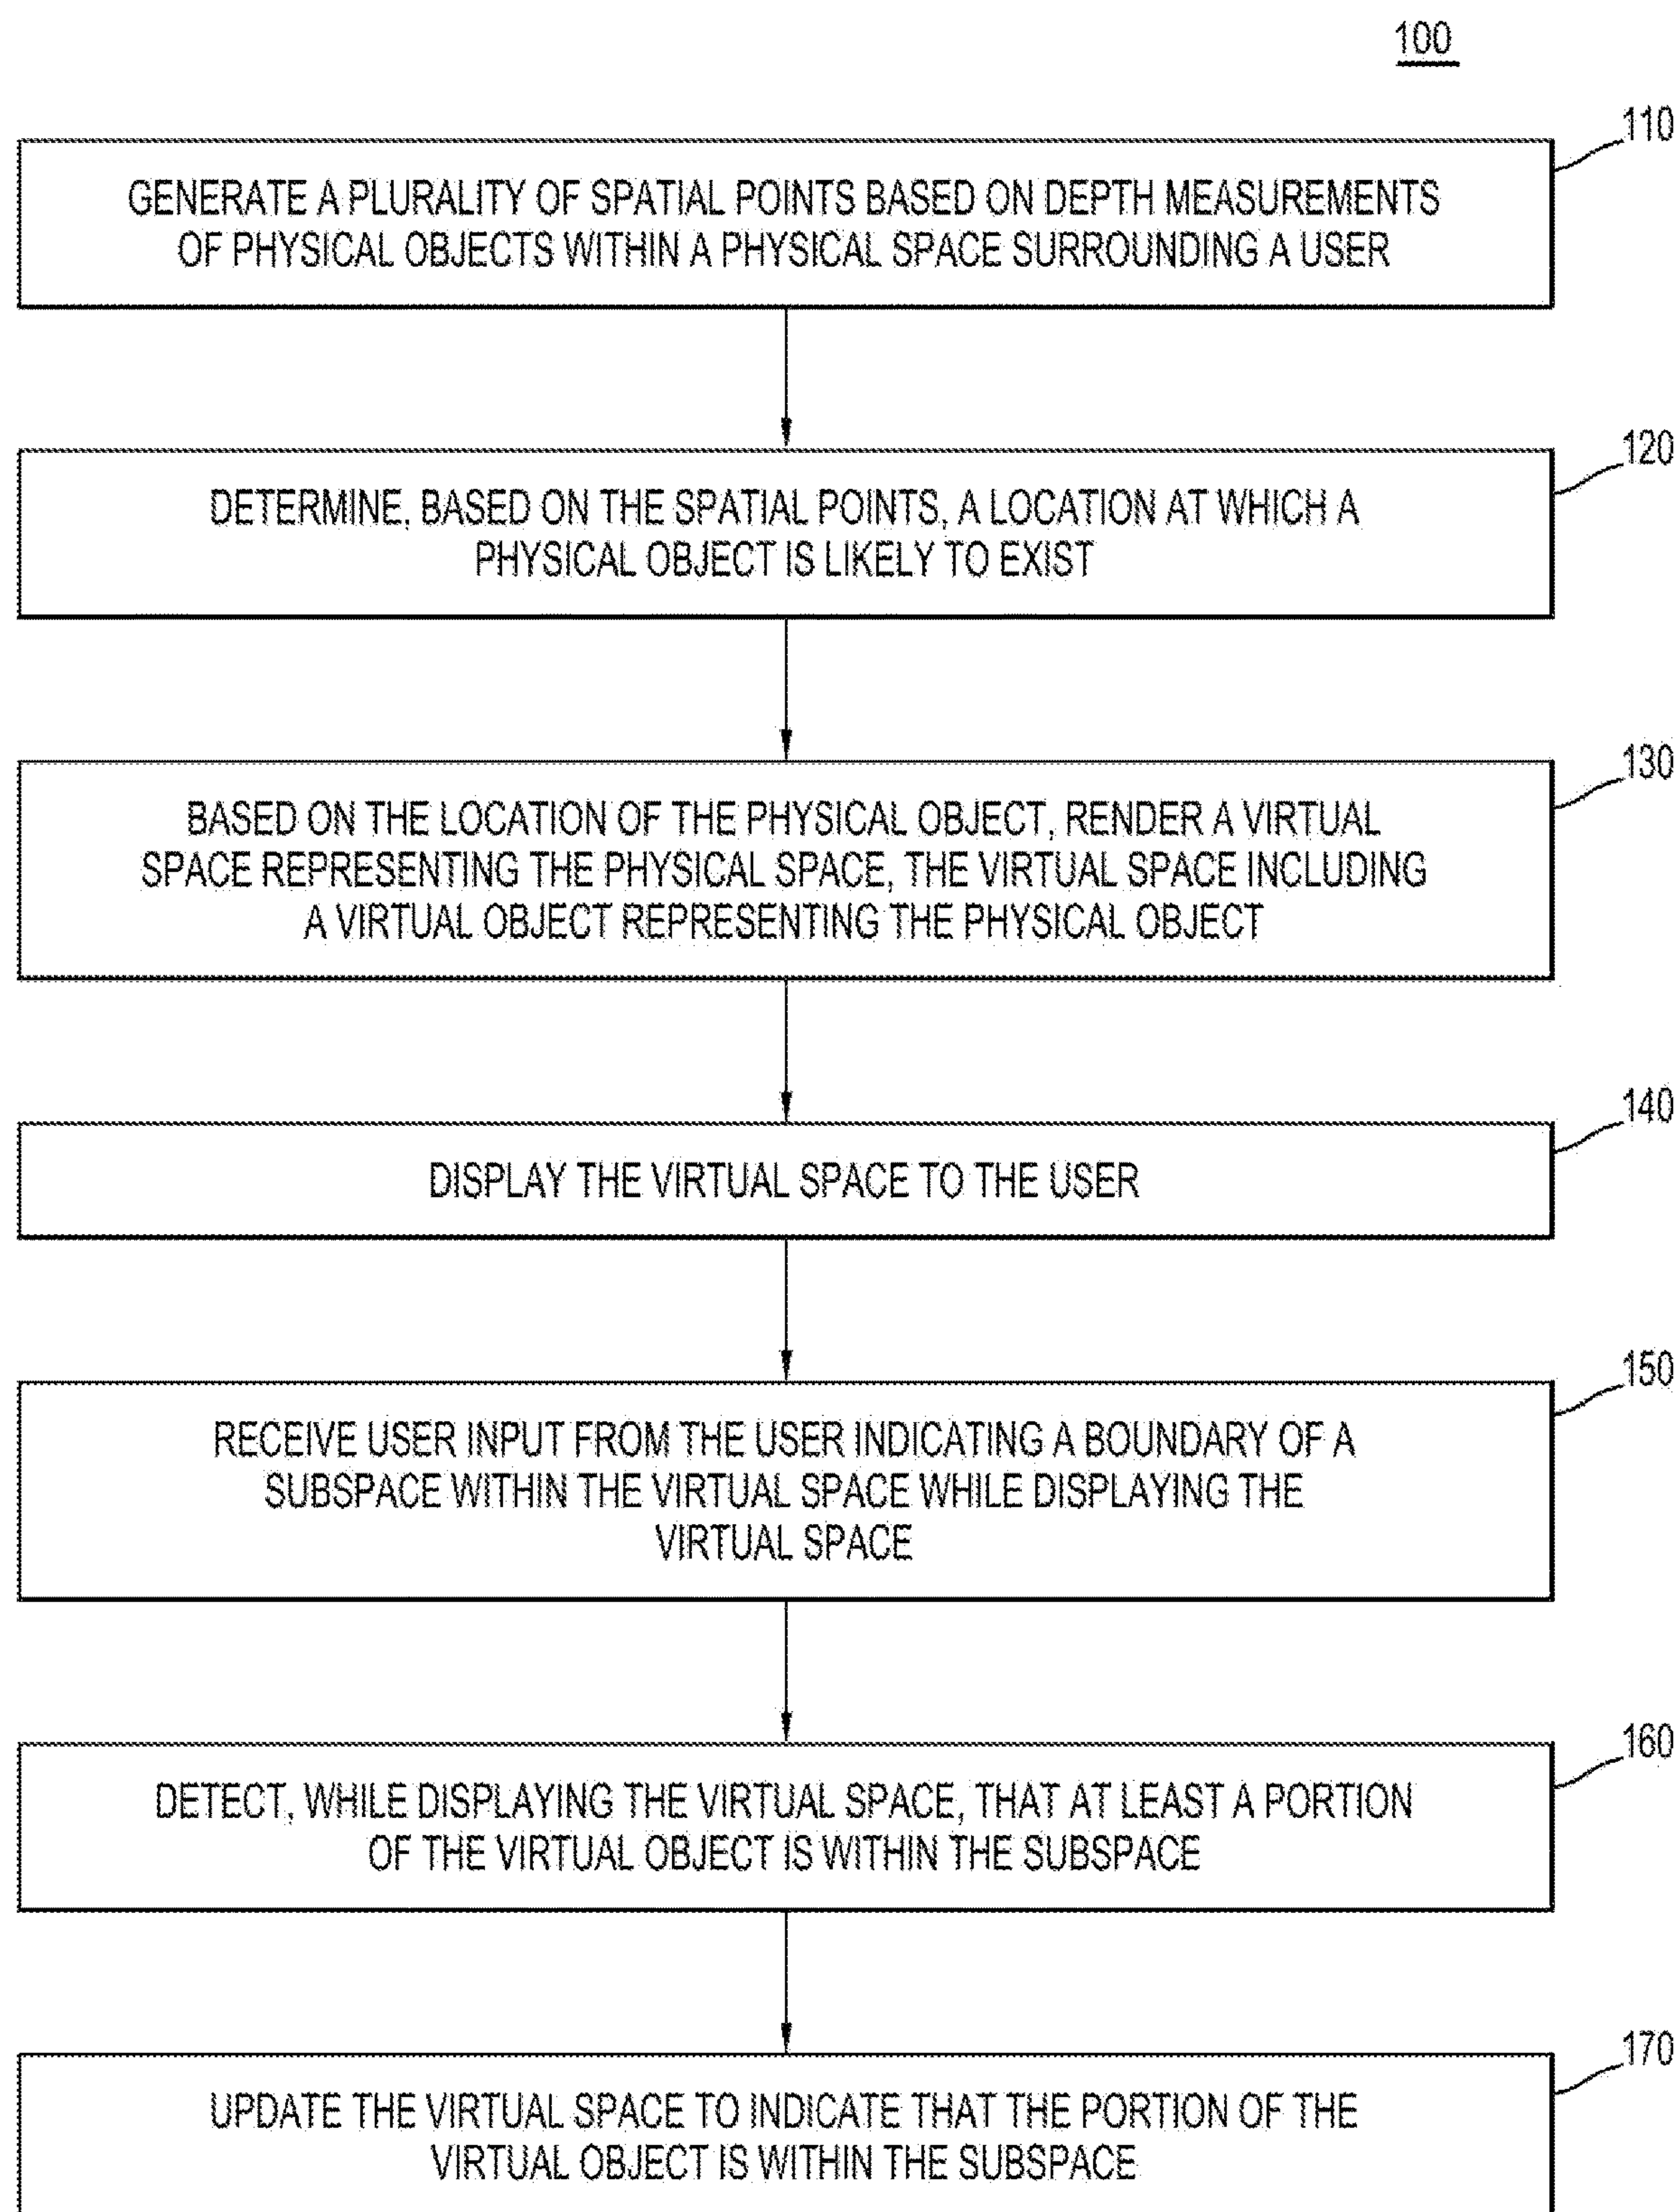 100
110
GENERATE A PLURALITY OF SPATIAL POINTS BASED ON DEPTH MEASUREMENTS
OF PHYSICAL OBJECTS WITHIN A PHYSICAL SPACE SURROUNDING A USER
120
DETERMINE, BASED ON THE SPATIAL POINTS, A LOCATION AT WHICH A
PHYSICAL OBJECT IS LIKELY TO EXIST
130
BASED ON THE LOCATION OF THE PHYSICAL OBJECT, RENDER A VIRTUAL
SPACE REPRESENTING THE PHYSICAL SPACE, THE VIRTUAL SPACE INCLUDING
A VIRTUAL OBJECT REPRESENTING THE PHYSICAL OBJECT
140
DISPLAY THE VIRTUAL SPACE TO THE USER
150
RECEIVE USER INPUT FROM THE USER INDICATING A BOUNDARY OF A
SUBSPACE WITHIN THE VIRTUAL SPACE WHILE DISPLAYING THE
VIRTUAL SPACE
160
DETECT, WHILE DISPLAYING THE VIRTUAL SPACE, THAT AT LEAST A PORTION
OF THE VIRTUAL OBJECT IS WITHIN THE SUBSPACE
170
UPDATE THE VIRTUAL SPACE TO INDICATE THAT THE PORTION OF THE
VIRTUAL OBJECT IS WITHIN THE SUBSPACE